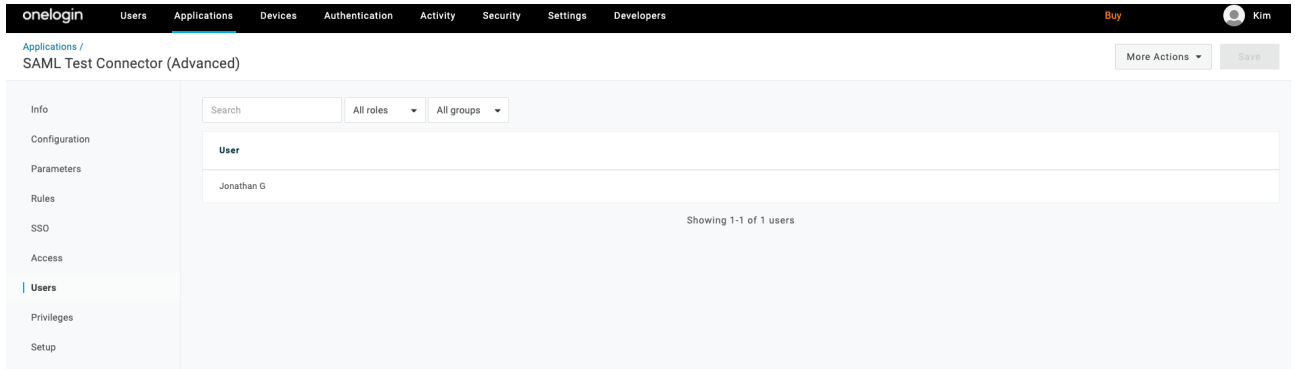 onelogin Users Applications Devices Authentication Activity Security Settings Developers Buy Kim
Applications /
SAML Test Connector (Advanced)
More Actions Save
Info
Search All roles All groups
Configuration
User
Parameters
Jonathan G
Rules
Showing 1-1 of 1 users
SSO
Access
Users
Privileges
Setup